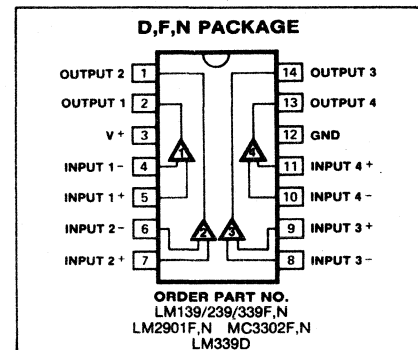 D,F,N PACKAGE
OUTPUT 2 1 14 OUTPUT 3
OUTPUT 1 2 13 OUTPUT 4
V+ 3 12 GND
INPUT 1- 4 1 4 11 INPUT 4+
INPUT 1+ 5 10 INPUT 4-
INPUT 2- 6 2 3 9 INPUT 3+
INPUT 2+ 7 8 INPUT 3-
ORDER PART NO.
LM139/239/339F,N
LM2901F,N MC3302F,N
LM339D